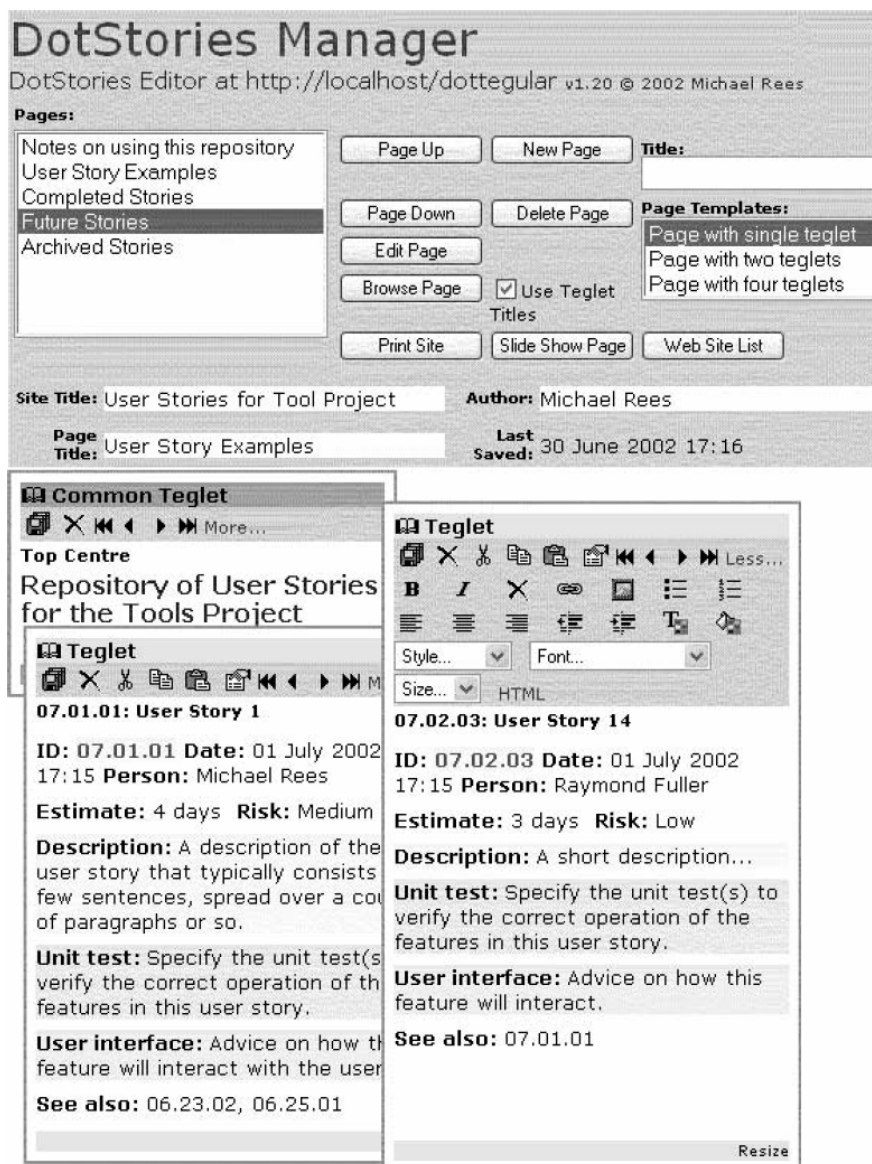 DotStories Manager
DotStories Editor at http://localhost/dottegular v1.20 © 2002 Michael Rees
Pages:
Notes on using this repository
User Story Examples
Completed Stories
Future Stories
Archived Stories
Page Up
New Page
Title:
Page Down
Delete Page
Page Templates:
Page with single teglet
Page with two teglets
Page with four teglets
Edit Page
Browse Page
Use Teglet
Titles
Print Site
Slide Show Page
Web Site List
Site Title: User Stories for Tool Project
Author: Michael Rees
Page
Title: User Story Examples
Last
Saved: 30 June 2002 17:16
Common Teglet
More...
Top Centre
Repository of User Stories
for the Tools Project
Teglet
M
07.01.01: User Story 1
ID: 07.01.01 Date: 01 July 2002
17:15 Person: Michael Rees
Estimate: 4 days Risk: Medium
Description: A description of the
user story that typically consists
few sentences, spread over a cou
of paragraphs or so.
Unit test: Specify the unit test(s
verify the correct operation of th
features in this user story.
User interface: Advice on how th
feature will interact with the user
See also: 06.23.02, 06.25.01
Teglet
Less...
B I
Style... Font...
Size... HTML
07.02.03: User Story 14
ID: 07.02.03 Date: 01 July 2002
17:15 Person: Raymond Fuller
Estimate: 3 days Risk: Low
Description: A short description...
Unit test: Specify the unit test(s) to
verify the correct operation of the
features in this user story.
User interface: Advice on how this
feature will interact.
See also: 07.01.01
Resize